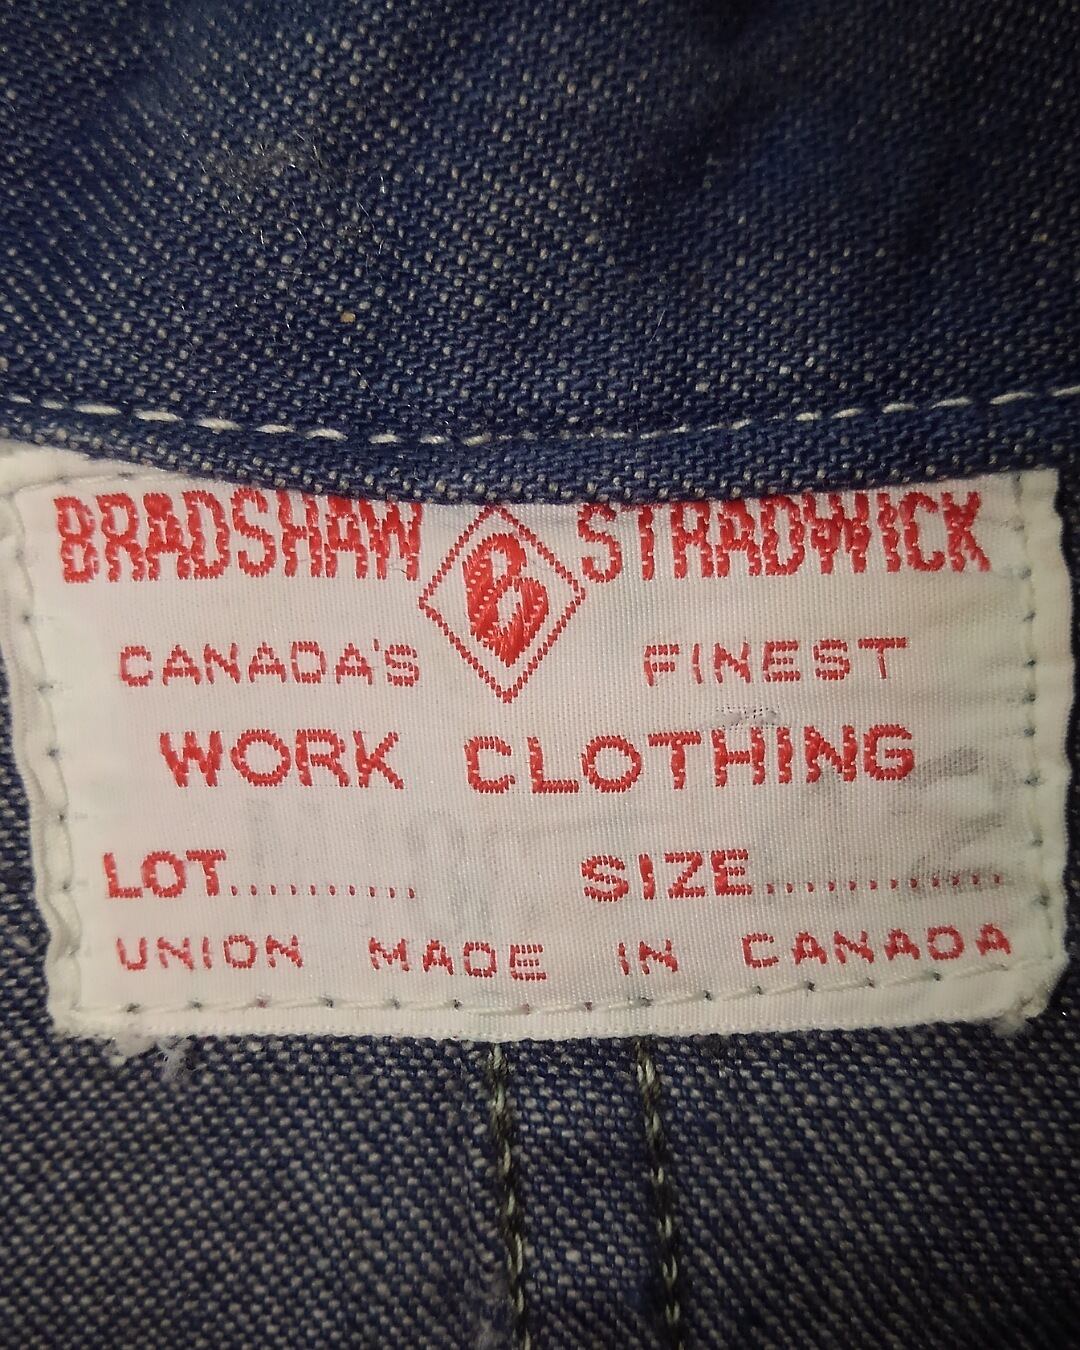 BRADSHAW B STRADWICK
CANADA'S FINEST
WORK CLOTHING
LOT.......... SIZE.............
UNION MADE IN CANADA